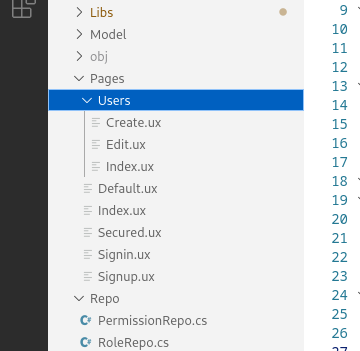 Libs
Model
obj
Pages
Users
Create.ux
Edit.ux
Index.ux
Default.ux
Index.ux
Secured.ux
Signin.ux
Signup.ux
Repo
C# PermissionRepo.cs
C# RoleRepo.cs
9
10
11
12
13
14
15
16
17
18
19
20
21
22
23
24
25
26
27